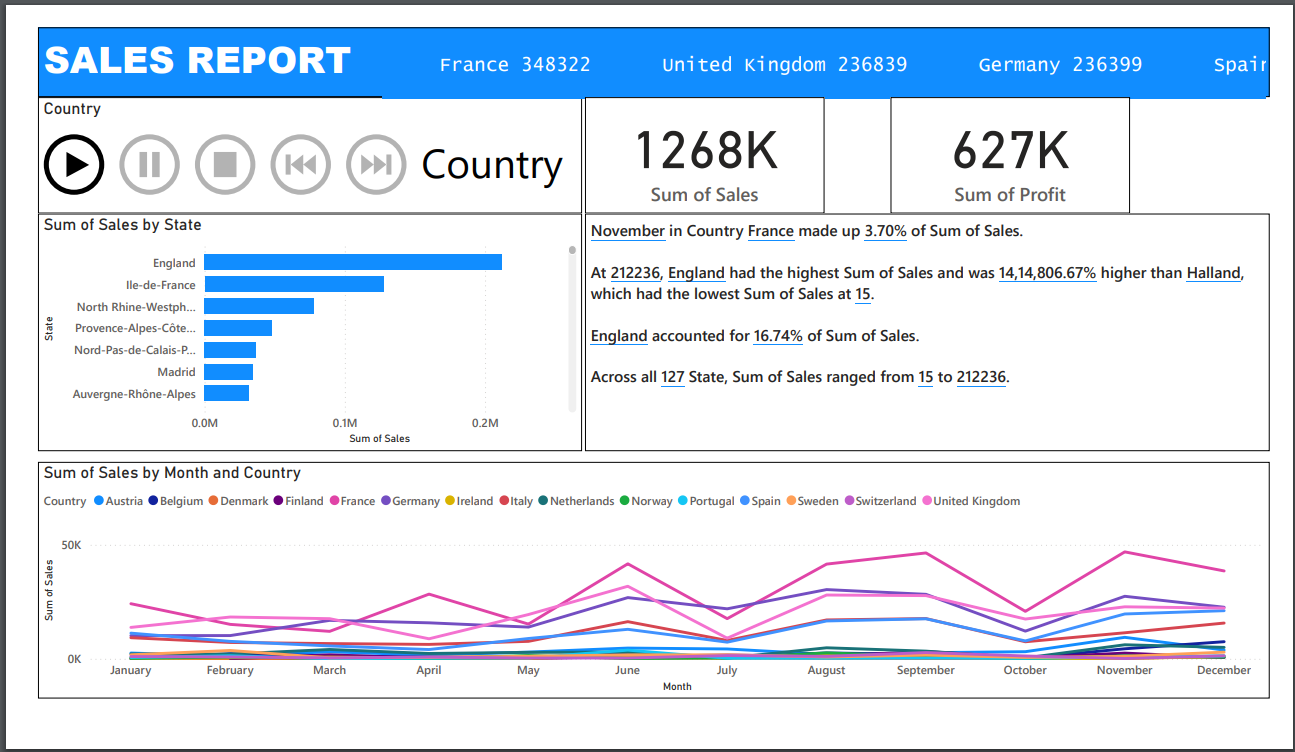 SALES REPORT
France 348322 United Kingdom 236839 Germany 236399 Spain
Country
Country
1268K
Sum of Sales
627K
Sum of Profit
Sum of Sales by State
State
England
Ile-de-France
North Rhine-Westph...
Provence-Alpes-Côte...
Nord-Pas-de-Calais-P...
Madrid
Auvergne-Rhône-Alpes
0.0M 0.1M 0.2M
Sum of Sales
November in Country France made up 3.70% of Sum of Sales.
At 212236, England had the highest Sum of Sales and was 14,14,806.67% higher than Halland,
which had the lowest Sum of Sales at 15.
England accounted for 16.74% of Sum of Sales.
Across all 127 State, Sum of Sales ranged from 15 to 212236.
Sum of Sales by Month and Country
Country Austria Belgium Denmark Finland France Germany Ireland Italy Netherlands Norway Portugal Spain Sweden Switzerland United Kingdom
Sum of Sales
50K
0K
January February March April May June July August September October November December
Month